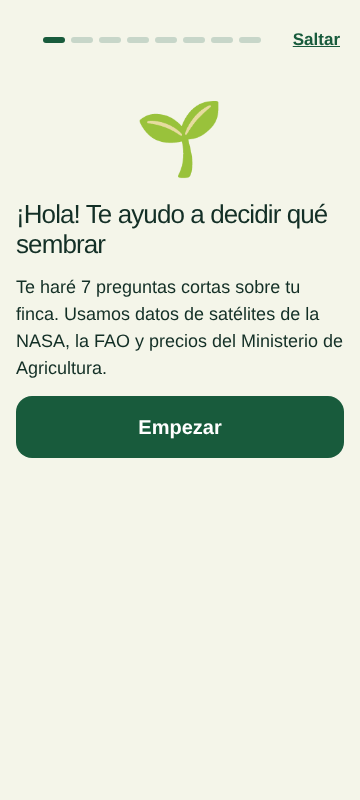 Saltar
¡Hola! Te ayudo a decidir qué
sembrar
Te haré 7 preguntas cortas sobre tu
finca. Usamos datos de satélites de la
NASA, la FAO y precios del Ministerio de
Agricultura.
Empezar